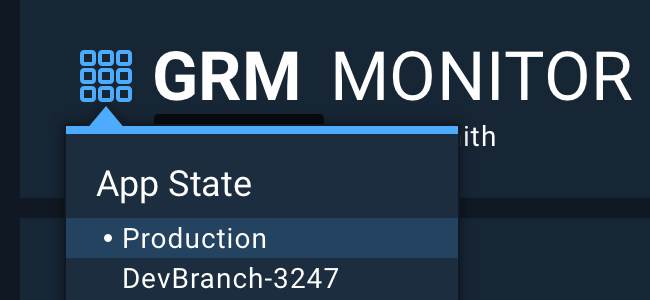 GRM MONITOR
ith
App State
• Production
DevBranch-3247